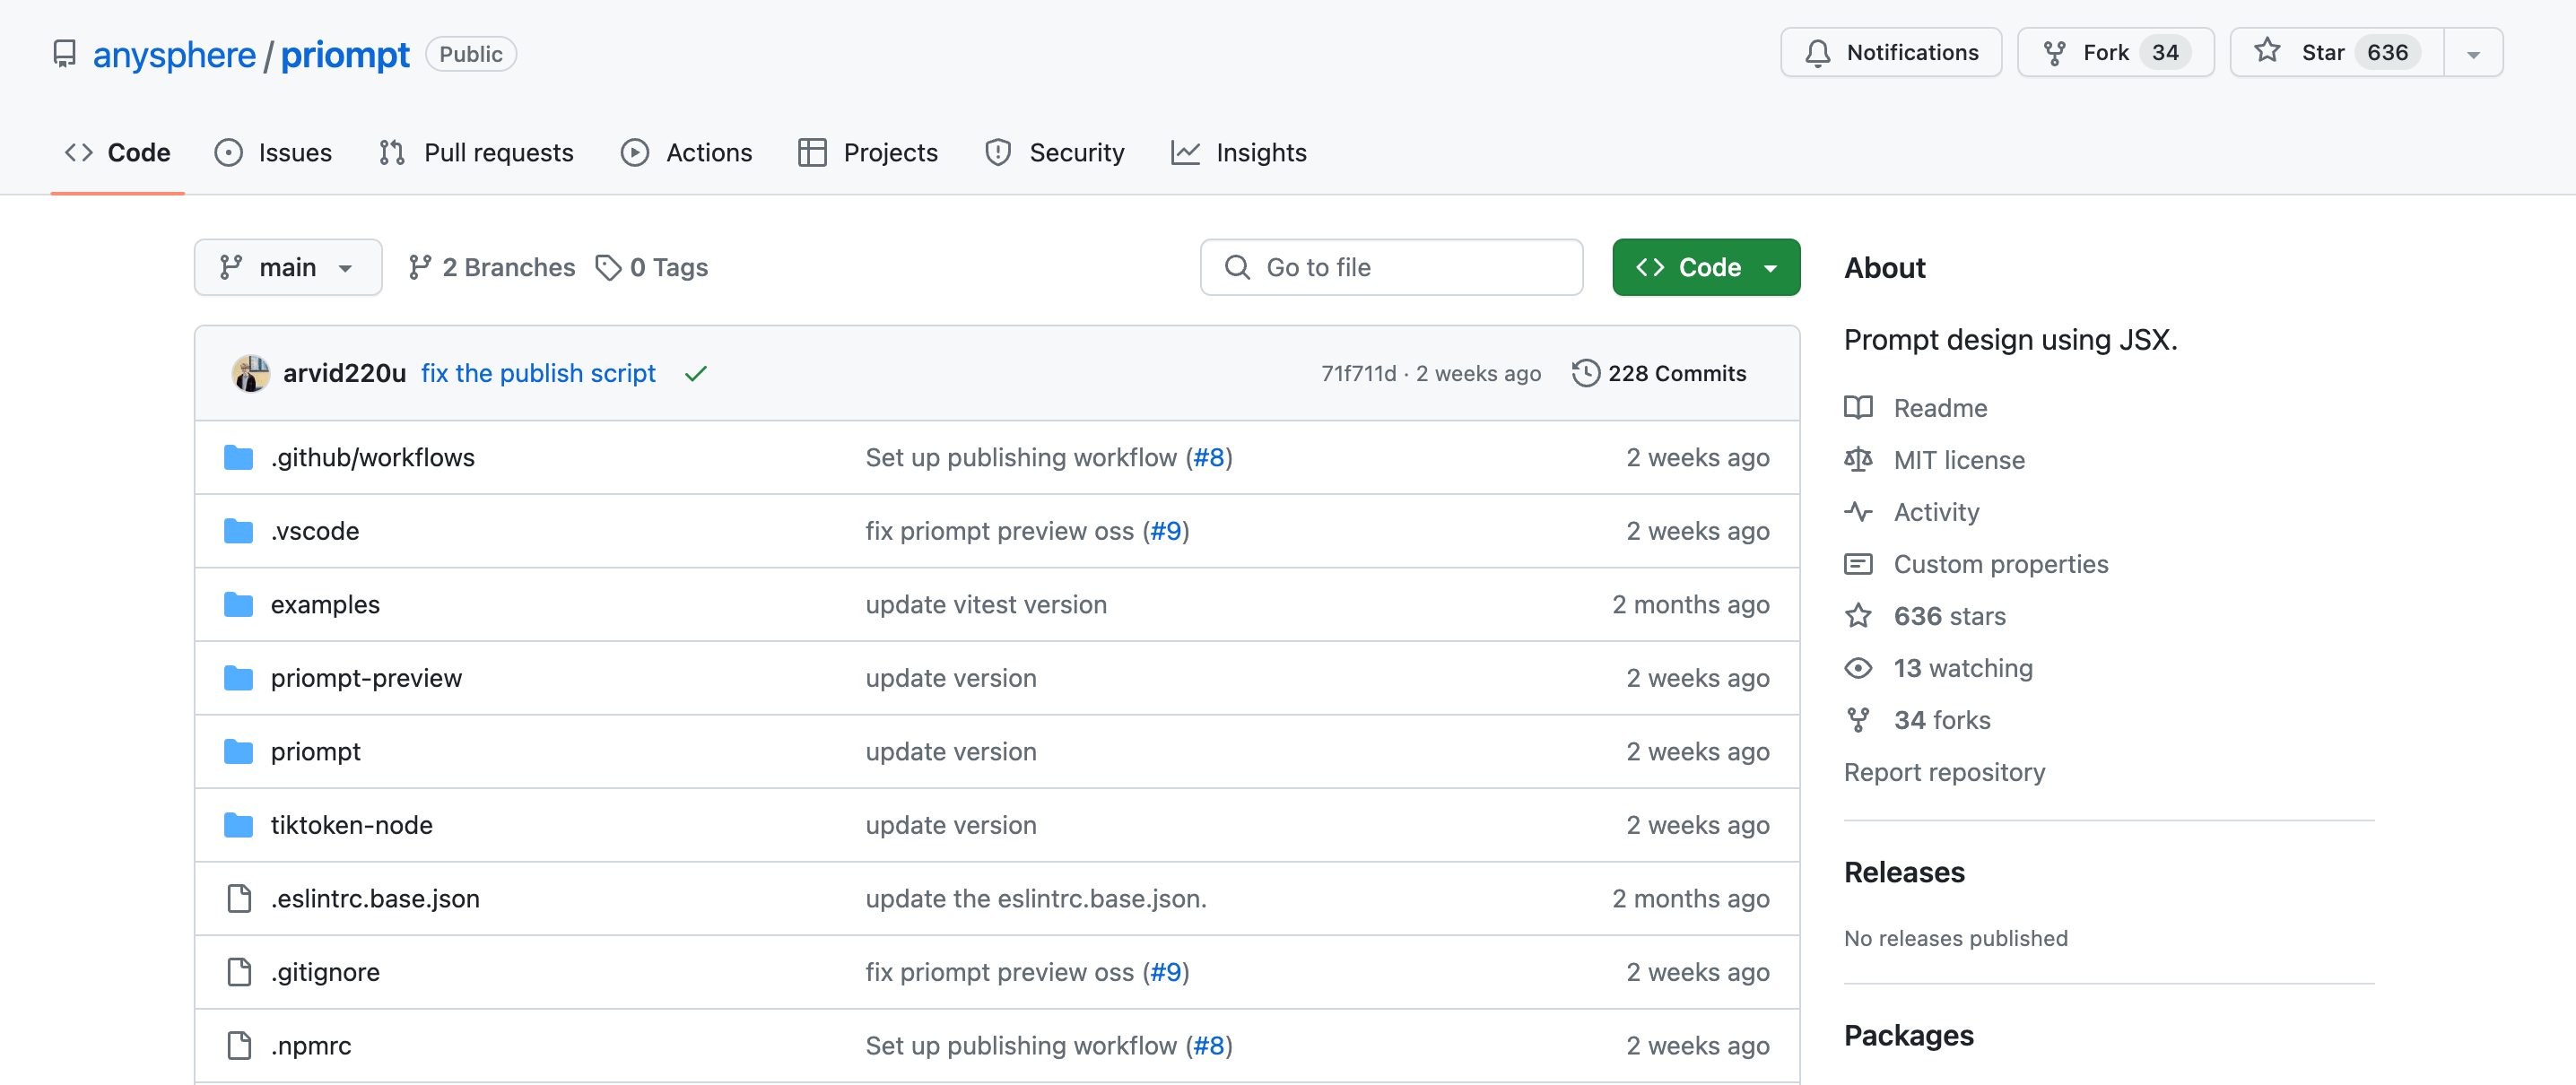 anysphere / priompt Public
Notifications Fork 34 Star 636
Code Issues Pull requests Actions Projects Security Insights
main 2 Branches 0 Tags Go to file Code
arvid220u fix the publish script 71f711d · 2 weeks ago 228 Commits
.github/workflows Set up publishing workflow (#8) 2 weeks ago
.vscode fix priompt preview oss (#9) 2 weeks ago
examples update vitest version 2 months ago
priompt-preview update version 2 weeks ago
priompt update version 2 weeks ago
tiktoken-node update version 2 weeks ago
.eslintrc.base.json update the eslintrc.base.json. 2 months ago
.gitignore fix priompt preview oss (#9) 2 weeks ago
.npmrc Set up publishing workflow (#8) 2 weeks ago
About
Prompt design using JSX.
Readme
MIT license
Activity
Custom properties
636 stars
13 watching
34 forks
Report repository
Releases
No releases published
Packages